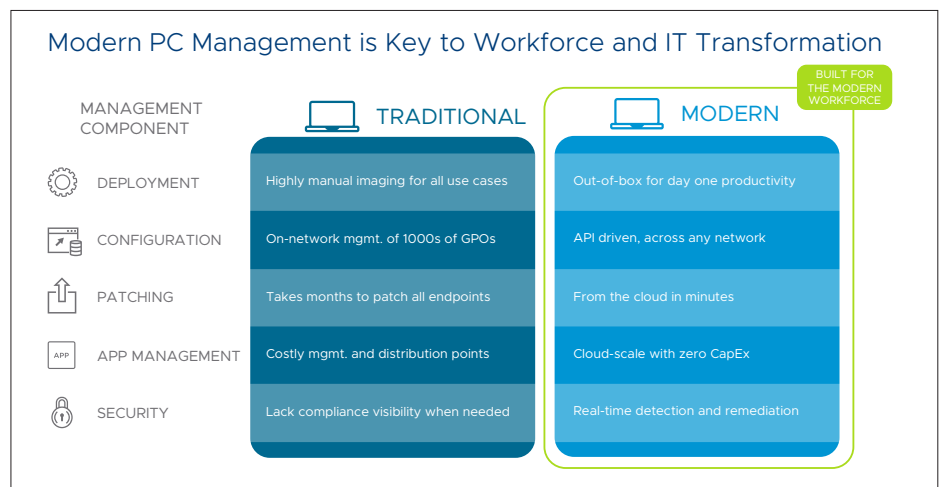 Modern PC Management is Key to Workforce and IT Transformation
BUILT FOR
THE MODERN
WORKFORCE
MANAGEMENT
COMPONENT
TRADITIONAL
MODERN
DEPLOYMENT
Highly manual imaging for all use cases
Out-of-box for day one productivity
CONFIGURATION
On-network mgmt. of 1000s of GPOs
API driven, across any network
PATCHING
Takes months to patch all endpoints
From the cloud in minutes
APP
APP MANAGEMENT
Costly mgmt. and distribution points
Cloud-scale with zero CapEx
SECURITY
Lack compliance visibility when needed
Real-time detection and remediation